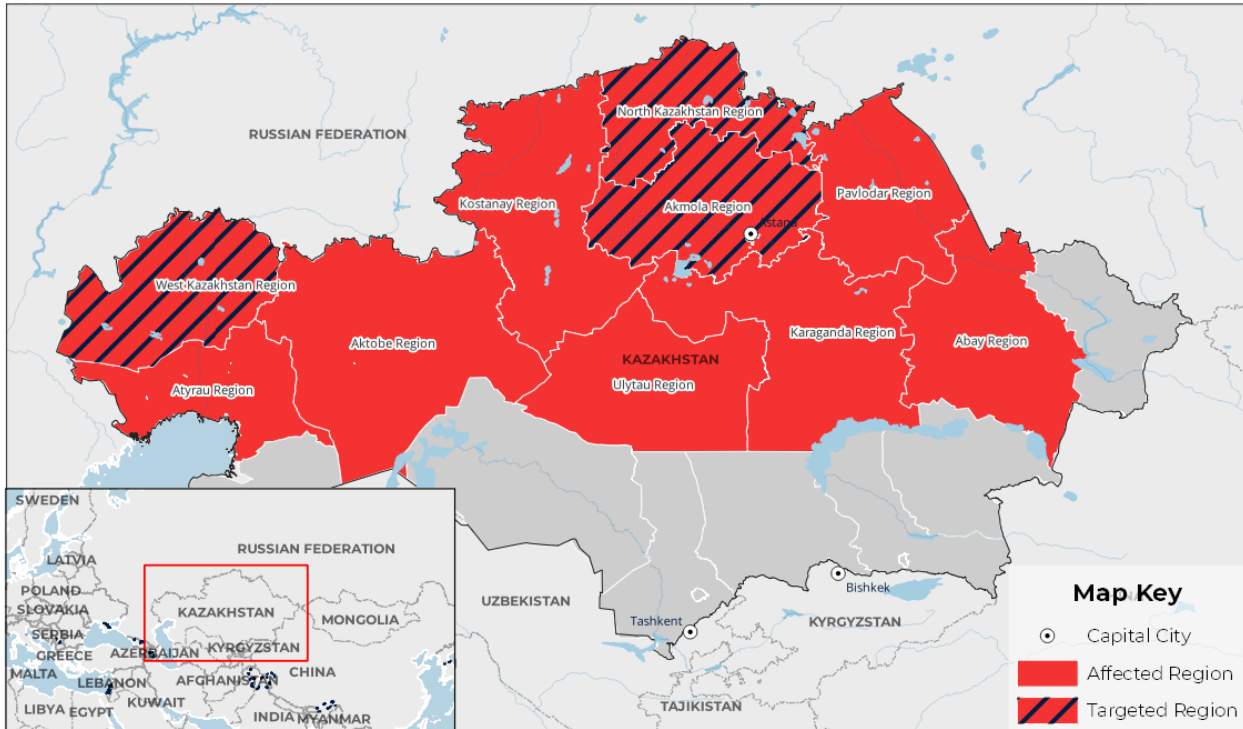 RUSSIAN FEDERATION
North Kazakhstan Region
Kostanay Region
Akmola Region
Pavlodar Region
Astana
West Kazakhstan Region
Aktobe Region
Karaganda Region
Abay Region
KAZAKHSTAN
Atyrau Region
Ulytau Region
SWEDEN
RUSSIAN FEDERATION
LATVIA
POLAND
SLOVAKIA
KAZAKHSTAN
MONGOLIA
SERBIA
GREECE
AZERBAIJAN
KYRGYZSTAN
MALTA
LEBANON
AFGHANISTAN
CHINA
KUWAIT
LIBYA
EGYPT
INDIA
MYANMAR
UZBEKISTAN
Tashkent
Bishkek
KYRGYZSTAN
TAJIKISTAN
Map Key
Capital City
Affected Region
Targeted Region